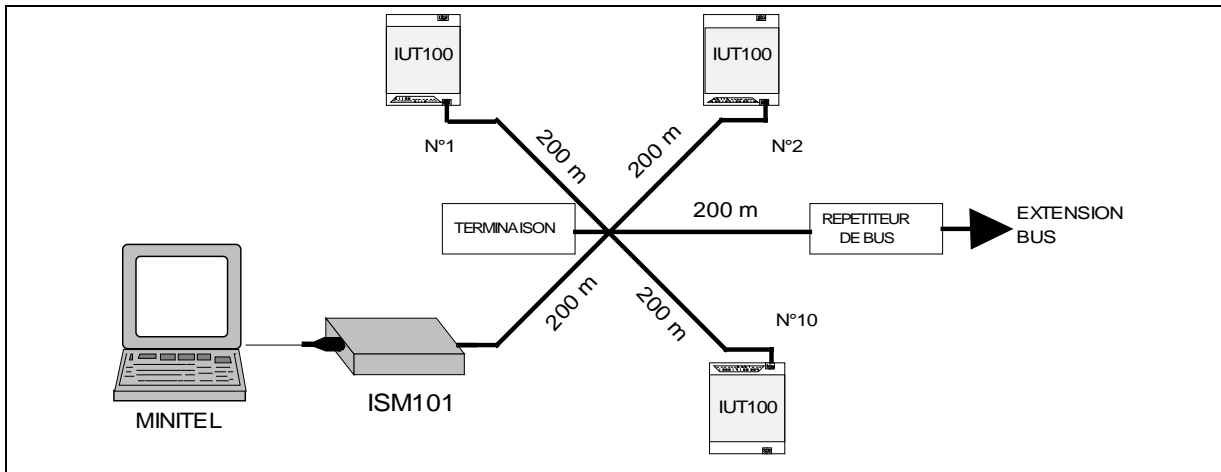 IUT100
IUT100
N°1
N°2
200 m
200 m
200 m
TERMINAISON
REPETITEUR
DE BUS
EXTENSION
BUS
200 m
200 m
N°10
ISM101
MINITEL
IUT100